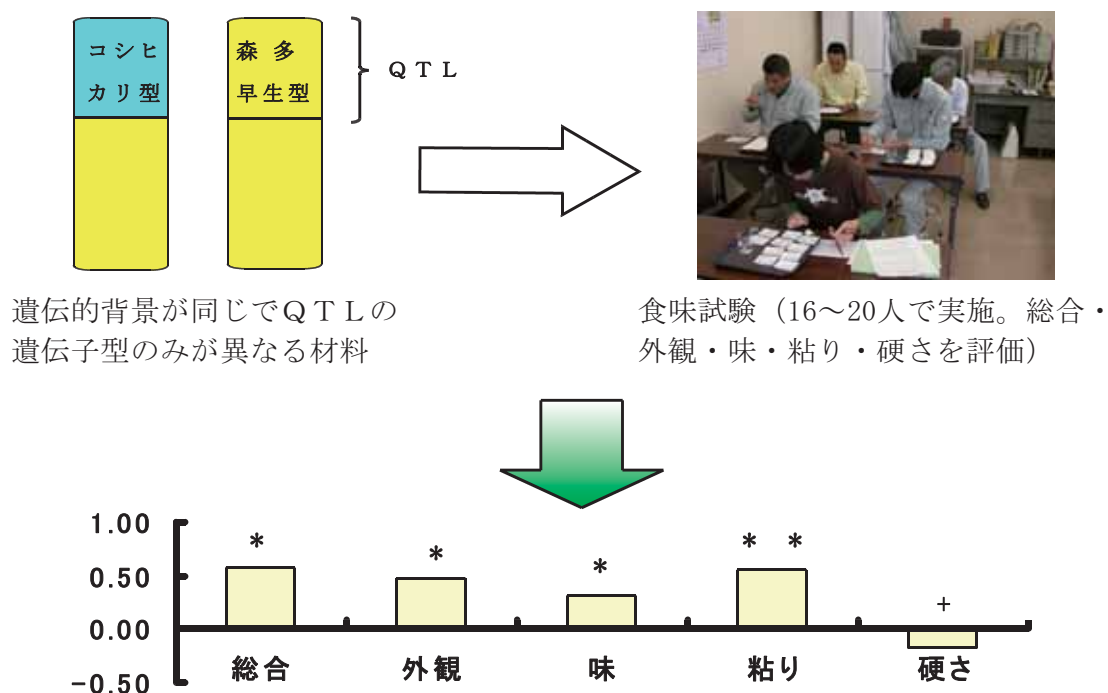 コシヒ
カリ型
森多
早生型
QTL
遺伝的背景が同じでQTLの
遺伝子型のみが異なる材料
食味試験（16～20人で実施。総合・
外観・味・粘り・硬さを評価）
1.00
0.50
0.00
-0.50
*
*
*
* *
+
総合
外観
味
粘り
硬さ